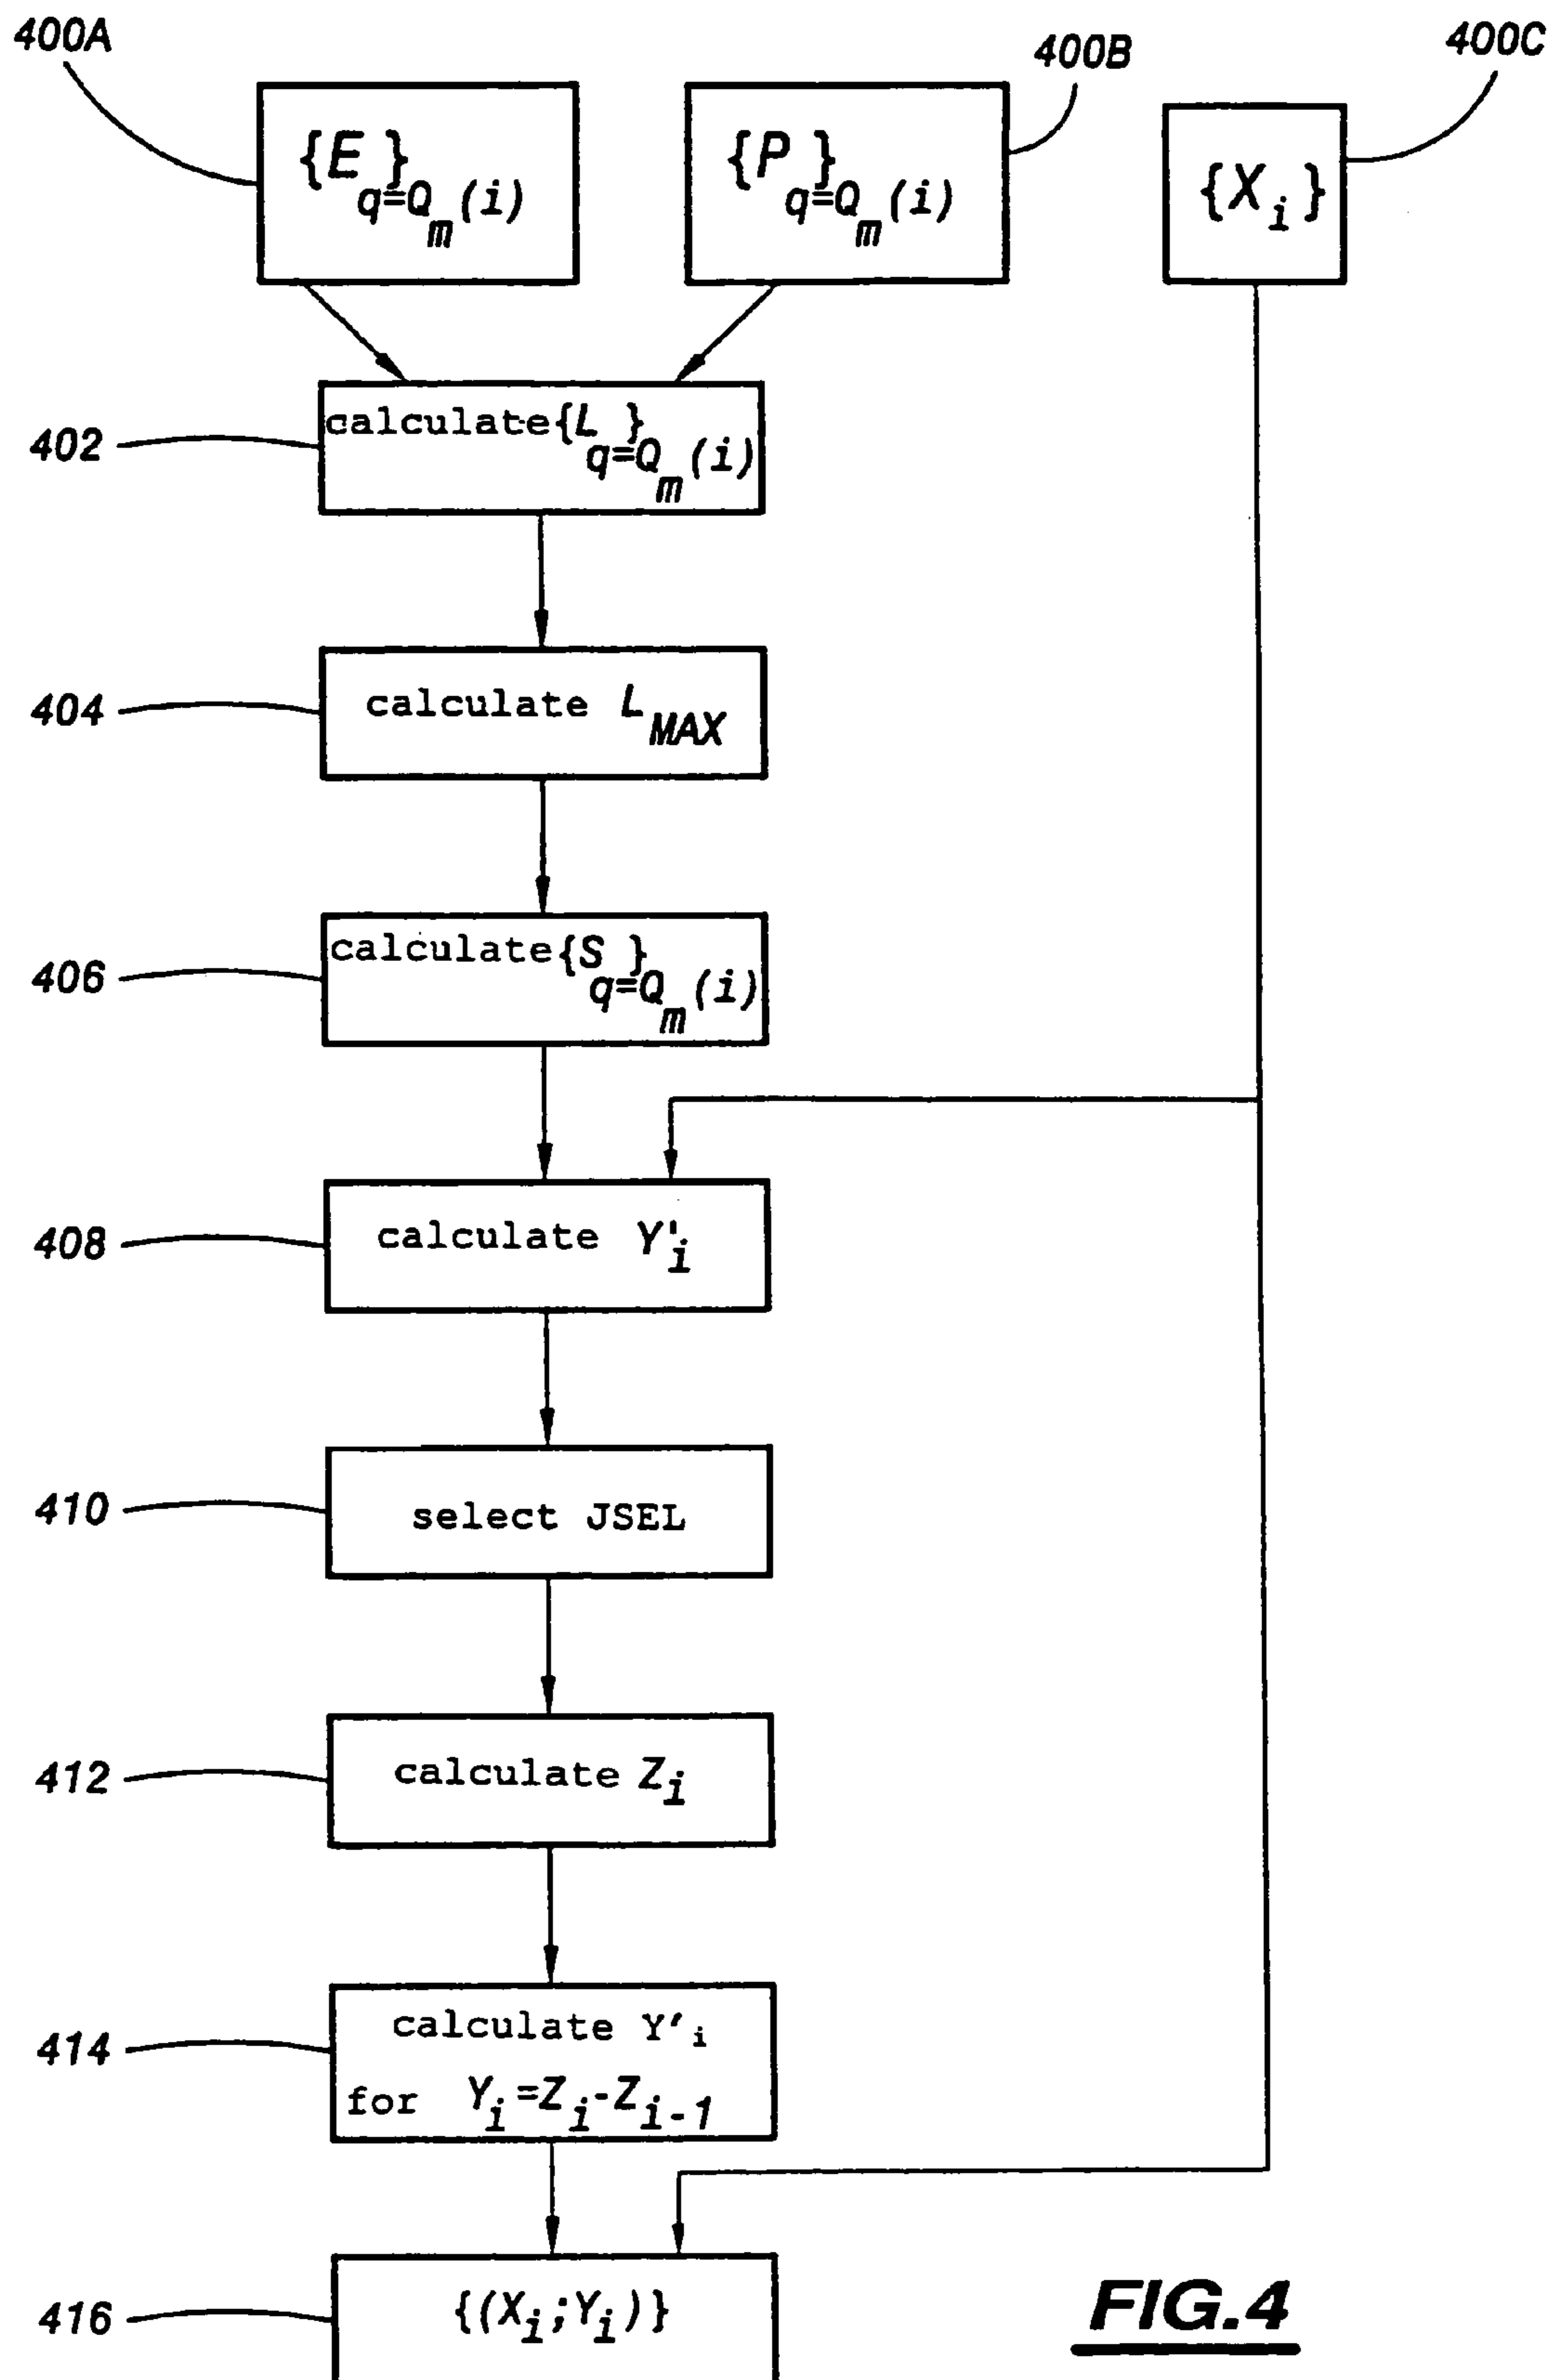 400A
400B
400C
{E }q=Qm(i)
{P }q=Qm(i)
{Xi}
402
calculate{L }q=Qm(i)
404
calculate LMAX
406
calculate{S }q=Qm(i)
408
calculate Y'i
410
select JSEL
412
calculate Zi
414
calculate Y'i
for Yi=Zi-Zi-1
416
{(Xi;Yi)}
FIG.4